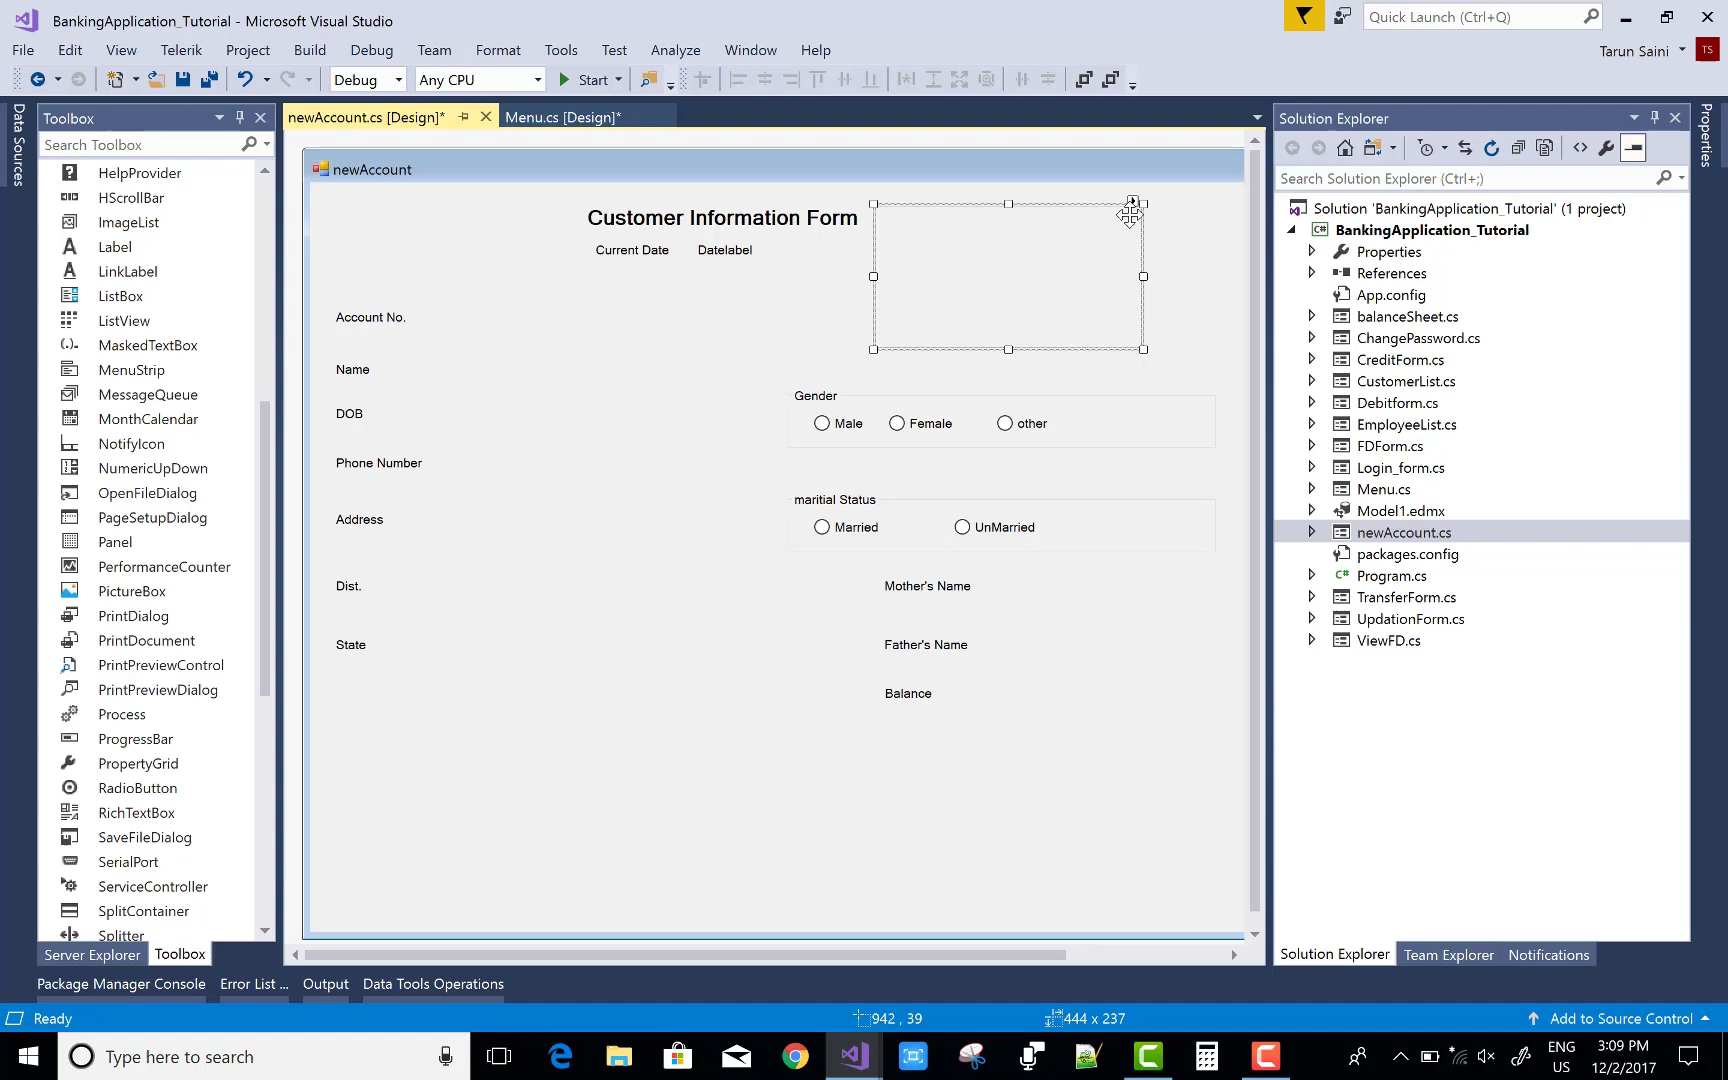 BankingApplication_Tutorial - Microsoft Visual Studio
Quick Launch (Ctrl+Q)
File Edit View Telerik Project Build Debug Team Format Tools Test Analyze Window Help
Tarun Saini
TS
Debug
Any CPU
Start
Data Sources
Toolbox
Search Toolbox
HelpProvider
HScrollBar
ImageList
Label
LinkLabel
ListBox
ListView
MaskedTextBox
MenuStrip
MessageQueue
MonthCalendar
NotifyIcon
NumericUpDown
OpenFileDialog
PageSetupDialog
Panel
PerformanceCounter
PictureBox
PrintDialog
PrintDocument
PrintPreviewControl
PrintPreviewDialog
Process
ProgressBar
PropertyGrid
RadioButton
RichTextBox
SaveFileDialog
SerialPort
ServiceController
SplitContainer
Splitter
Server Explorer
Toolbox
newAccount.cs [Design]*
Menu.cs [Design]*
newAccount
Customer Information Form
Current Date
Datelabel
Account No.
Name
DOB
Phone Number
Address
Dist.
State
Gender
Male
Female
other
maritial Status
Married
UnMarried
Mother's Name
Father's Name
Balance
Solution Explorer
Search Solution Explorer (Ctrl+;)
Solution 'BankingApplication_Tutorial' (1 project)
BankingApplication_Tutorial
Properties
References
App.config
balanceSheet.cs
ChangePassword.cs
CreditForm.cs
CustomerList.cs
Debitform.cs
EmployeeList.cs
FDForm.cs
Login_form.cs
Menu.cs
Model1.edmx
newAccount.cs
packages.config
Program.cs
TransferForm.cs
UpdationForm.cs
ViewFD.cs
Solution Explorer
Team Explorer
Notifications
Properties
Package Manager Console
Error List ...
Output
Data Tools Operations
Ready
942 , 39
444 x 237
Add to Source Control
Type here to search
ENG
US
3:09 PM
12/2/2017